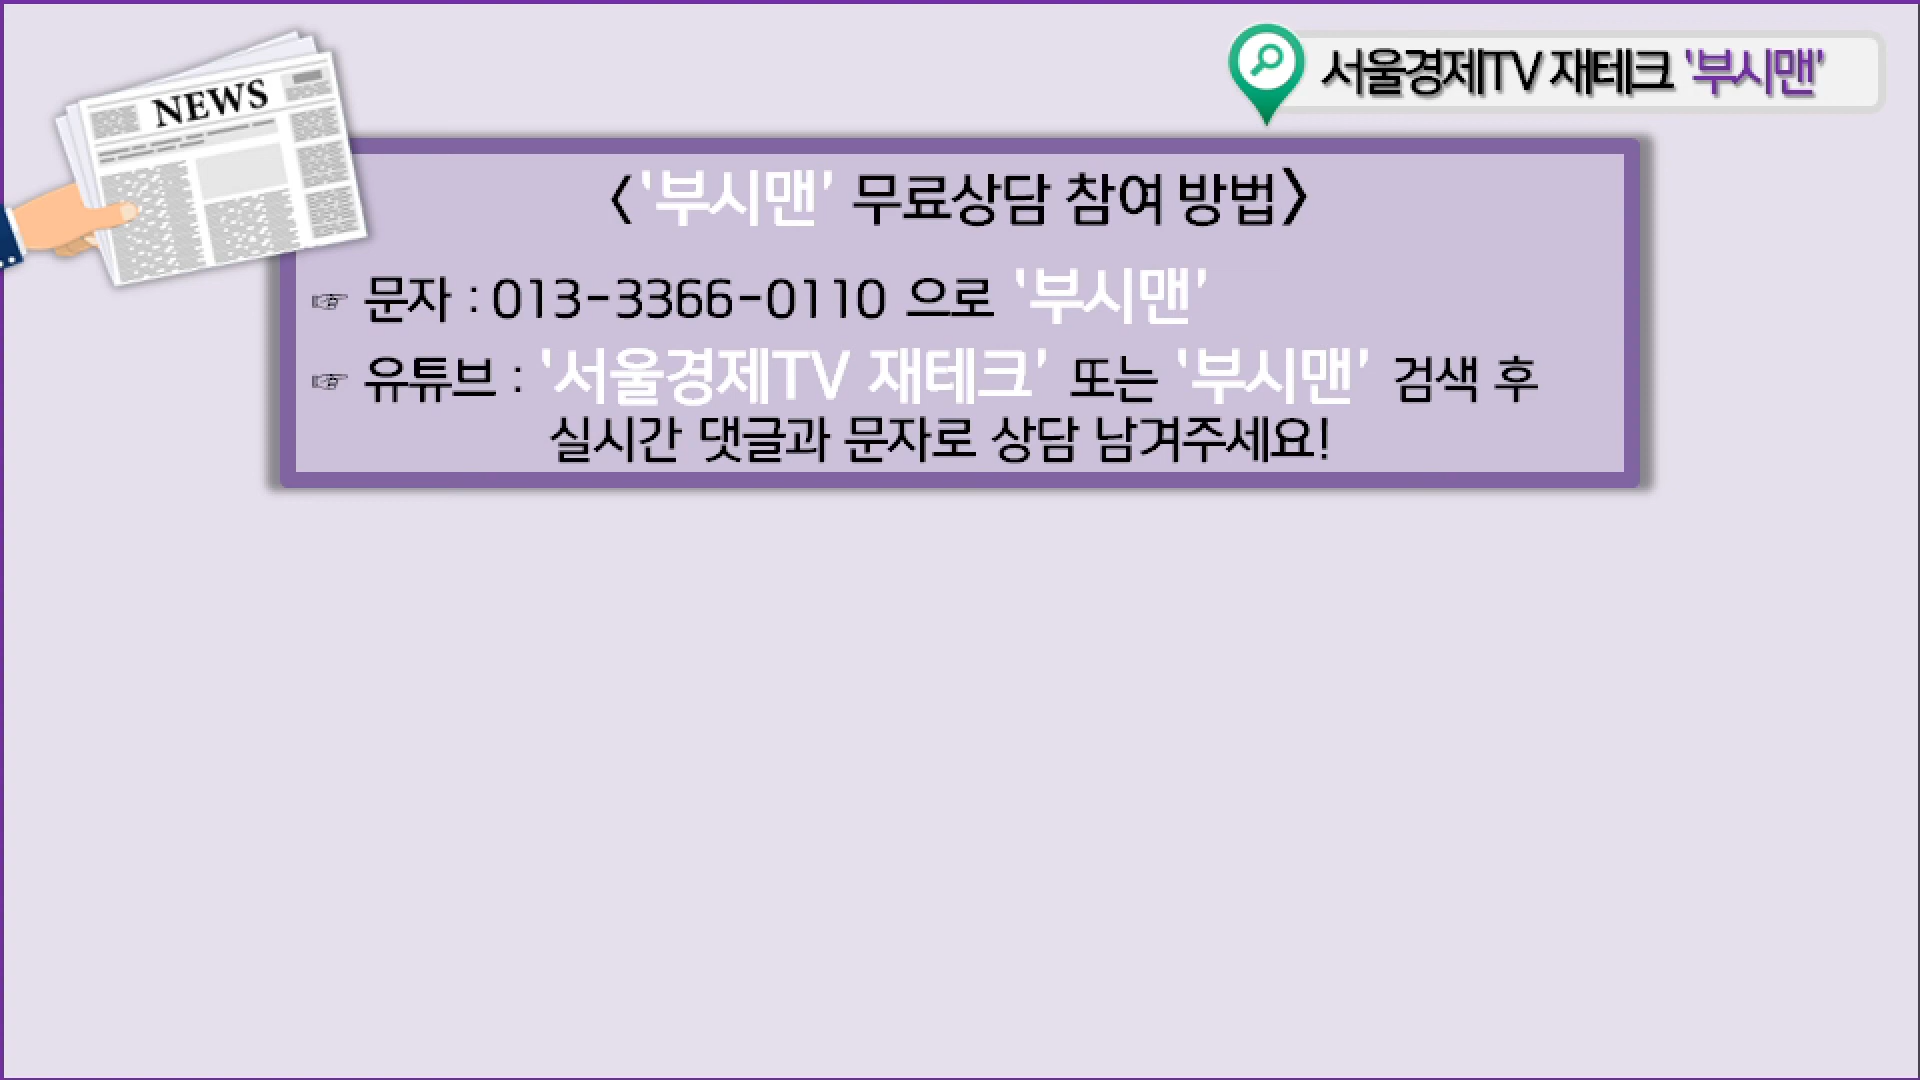 서울경제TV 재테크 '부시맨'
NEWS
<'부시맨' 무료상담 참여 방법>
☞ 문자 : 013-3366-0110 으로 '부시맨'
☞ 유튜브 : '서울경제TV 재테크' 또는 '부시맨' 검색 후
실시간 댓글과 문자로 상담 남겨주세요!